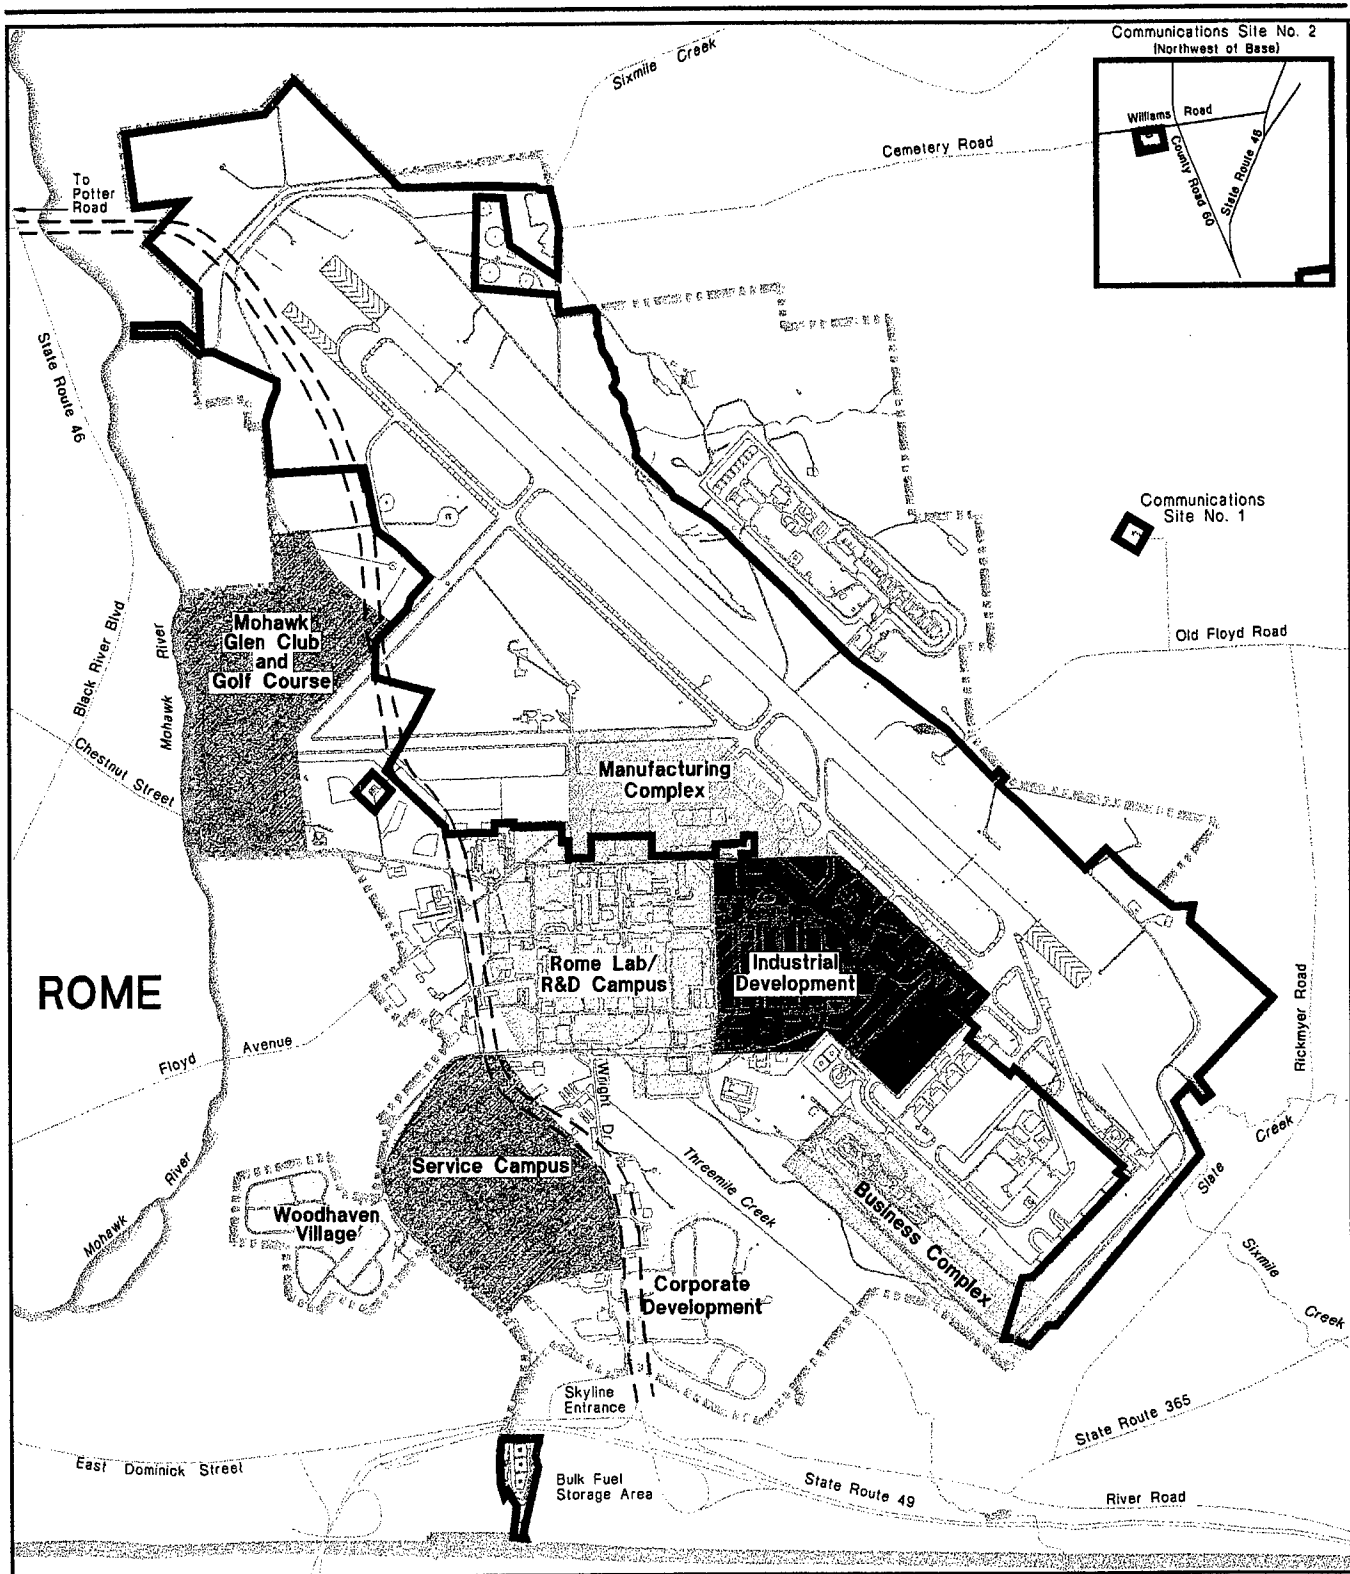 Communications Site No. 2
(Northwest of Base)
Sixmile Creek
Williams Road
Cemetery Road
County Road 60
State Route 46
To
Potter
Road
State Route 46
Communications
Site No. 1
Old Floyd Road
Mohawk
Glen Club
and
Golf Course
Black River Blvd
Mohawk River
Chestnut Street
Manufacturing
Complex
ROME
Rome Lab/
R&D Campus
Industrial
Development
Rickmyer Road
Floyd Avenue
Wright Dr.
Slate Creek
Service Campus
Threemile Creek
Business Complex
Woodhaven
Village
Mohawk River
Sixmile Creek
Corporate
Development
Skyline
Entrance
State Route 365
East Dominick Street
Bulk Fuel
Storage Area
State Route 49
River Road